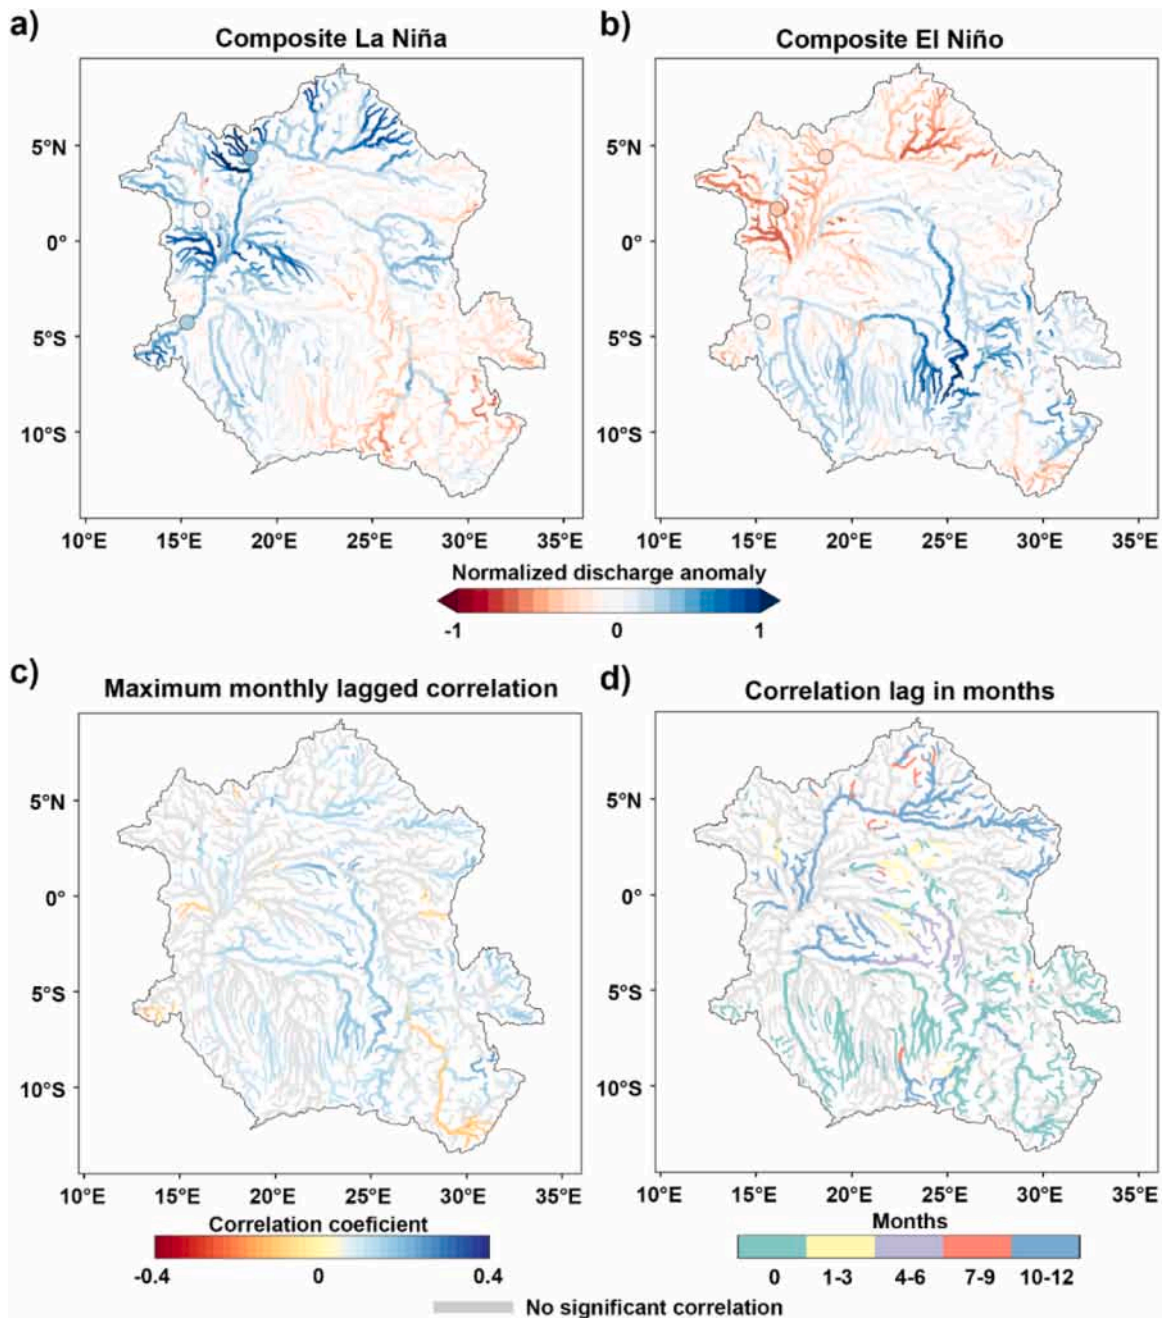 a) Composite La Niña
b) Composite El Niño
5°N
0°
5°S
10°S
10°E 15°E 20°E 25°E 30°E 35°E
10°E 15°E 20°E 25°E 30°E 35°E
5°N
0°
5°S
10°S
Normalized discharge anomaly
-1 0 1
c) Maximum monthly lagged correlation
d) Correlation lag in months
5°N
0°
5°S
10°S
10°E 15°E 20°E 25°E 30°E 35°E
5°N
0°
5°S
10°S
10°E 15°E 20°E 25°E 30°E 35°E
Correlation coeficient
-0.4 0 0.4
Months
0 1-3 4-6 7-9 10-12
No significant correlation